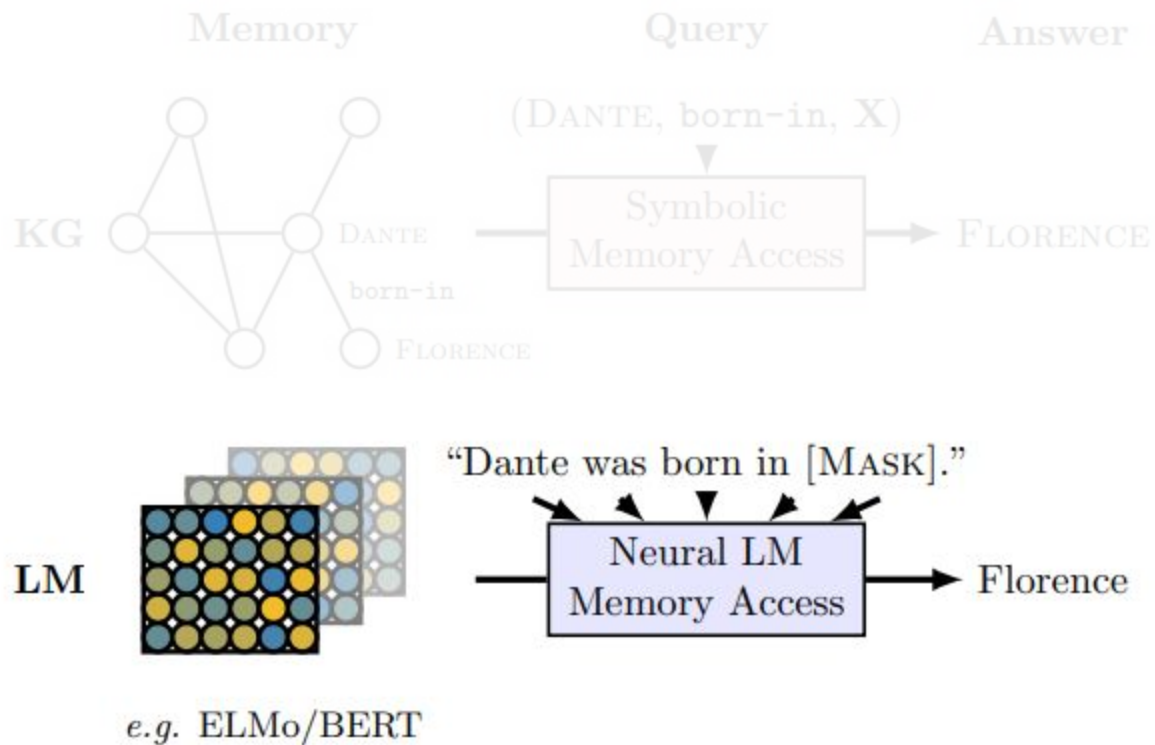 Memory Query Answer
(DANTE, born-in, X)
KG
DANTE
born-in
FLORENCE
Symbolic
Memory Access
FLORENCE
“Dante was born in [MASK].”
LM
Neural LM
Memory Access
Florence
e.g. ELMo/BERT